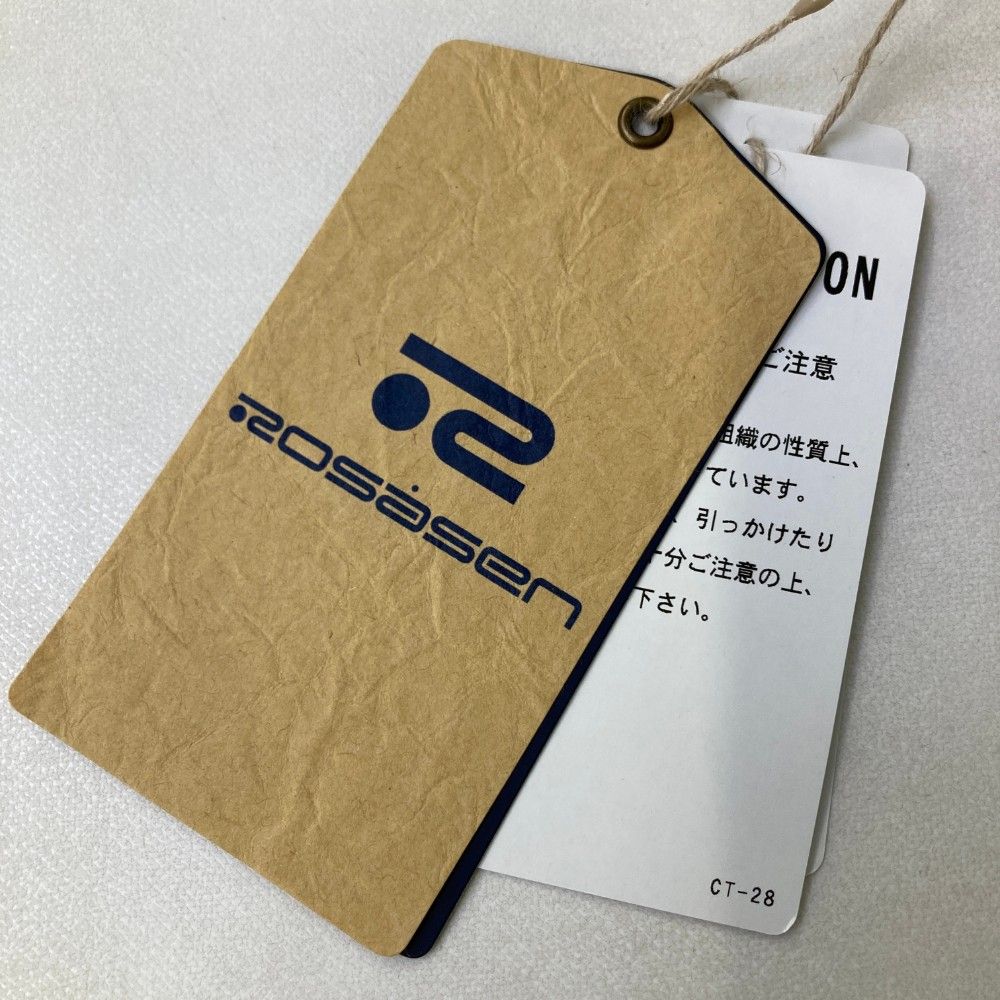 Rosasen
ON
ご注意
組織の性質上、
ています。
、引っかけたり
十分ご注意の上、
下さい。
CT-28